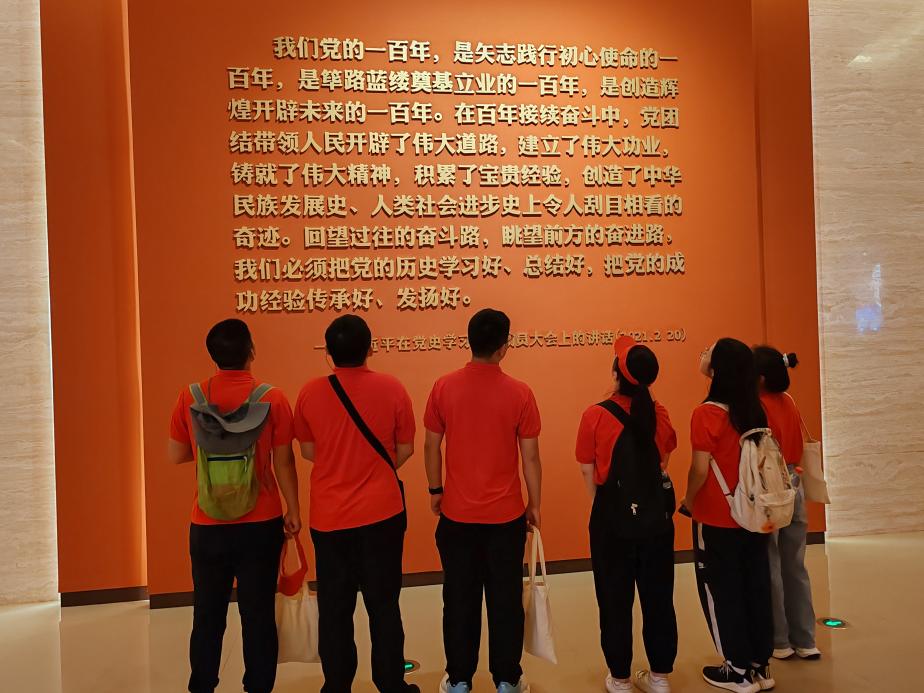 我们党的一百年，是矢志践行初心使命的一
百年，是筚路蓝缕奠基立业的一百年，是创造辉
煌开辟未来的一百年。在百年接续奋斗中，党团
结带领人民开辟了伟大道路，建立了伟大功业，
铸就了伟大精神，积累了宝贵经验，创造了中华
民族发展史、人类社会进步史上令人刮目相看的
奇迹。回望过往的奋斗路，眺望前方的奋进路，
我们必须把党的历史学习好、总结好，把党的成
功经验传承好、发扬好。
平在党史学习 员大会上的讲话(2021.2.20)